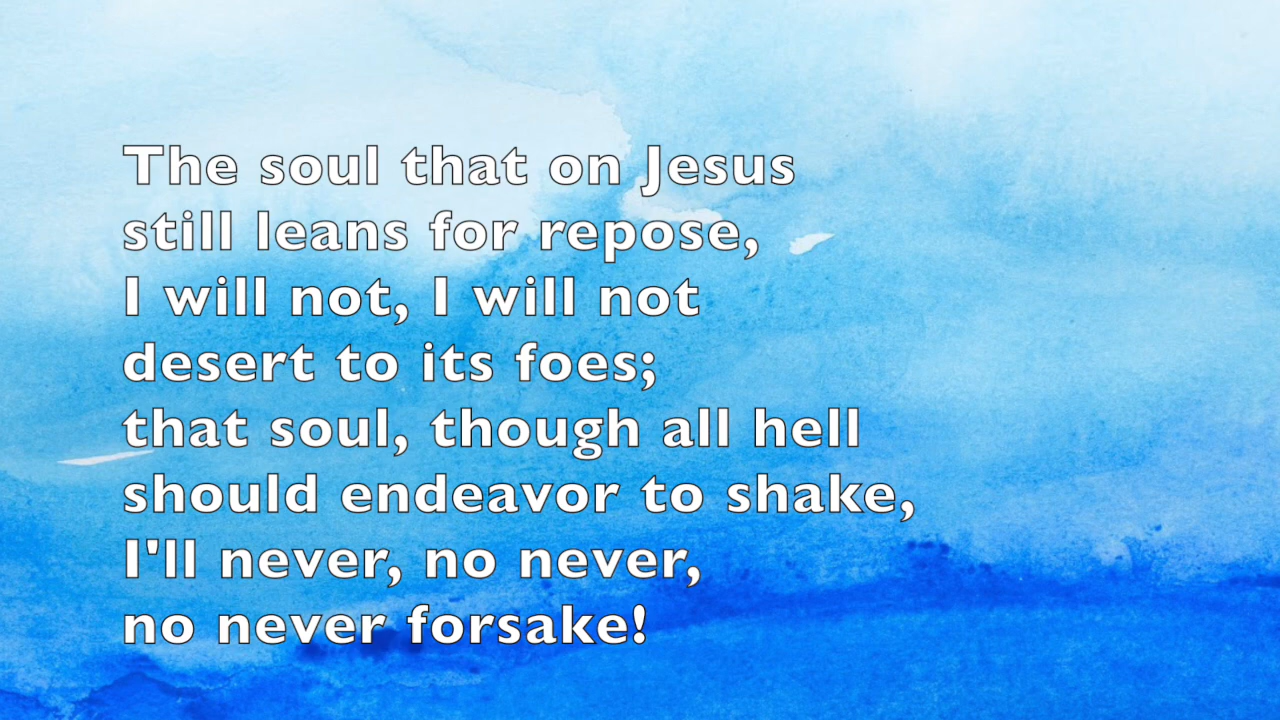 The soul that on Jesus
still leans for repose,
I will not, I will not
desert to its foes;
that soul, though all hell
should endeavor to shake,
I'll never, no never,
no never forsake!